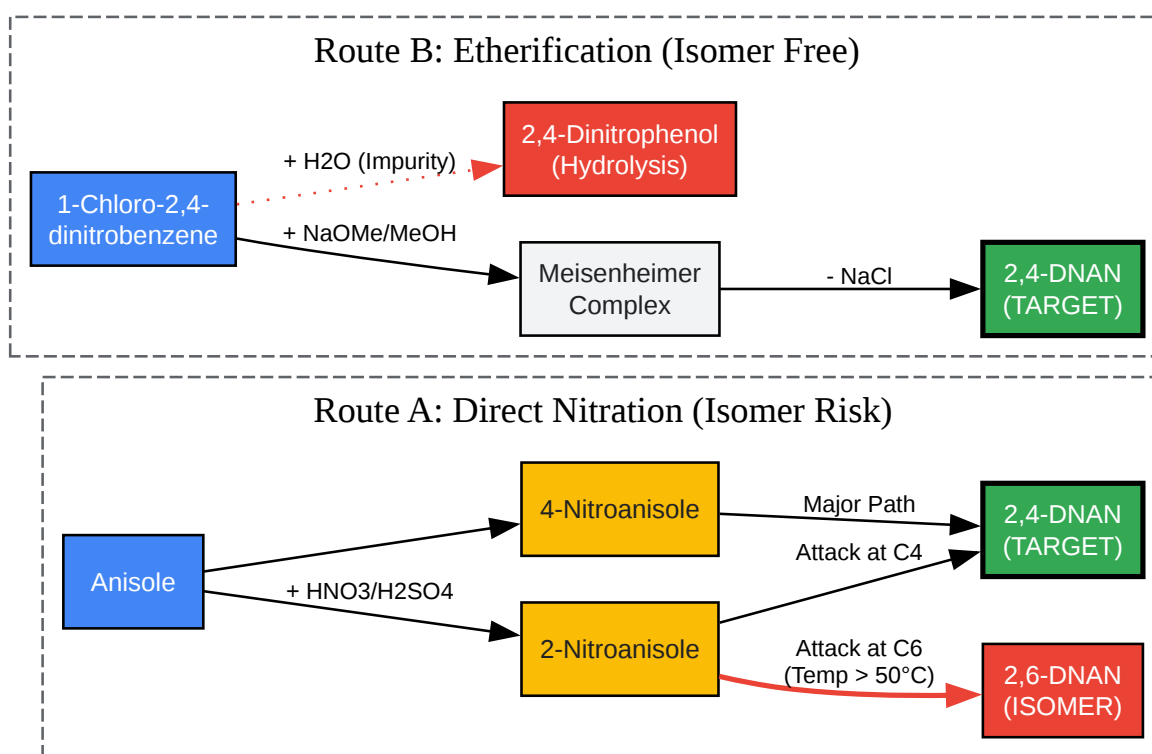 Route B: Etherification (Isomer Free)
2,4-Dinitrophenol
(Hydrolysis)
+ H2O (Impurity)
1-Chloro-2,4-
dinitrobenzene
+ NaOMe/MeOH
Meisenheimer
Complex
- NaCl
2,4-DNAN
(TARGET)
Route A: Direct Nitration (Isomer Risk)
Anisole
+ HNO3/H2SO4
4-Nitroanisole
Major Path
2,4-DNAN
(TARGET)
Attack at C4
2-Nitroanisole
Attack at C6
(Temp > 50°C)
2,6-DNAN
(ISOMER)